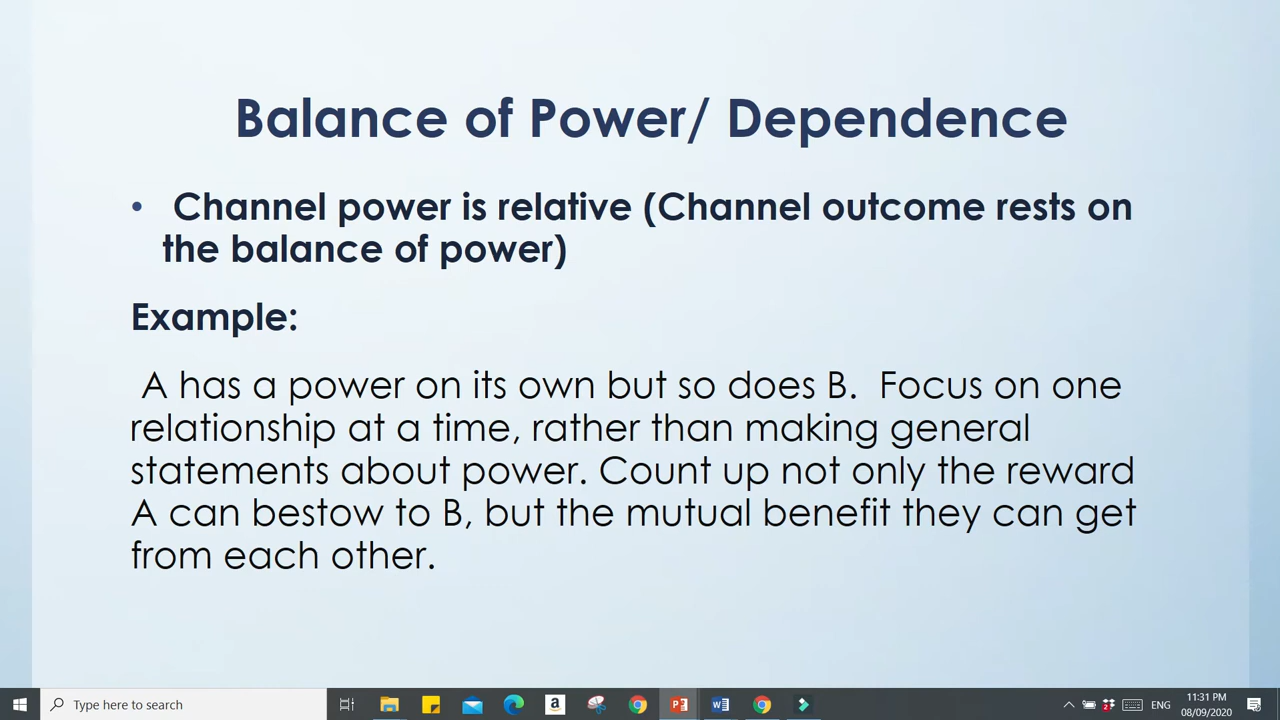 Balance of Power/ Dependence
• Channel power is relative (Channel outcome rests on
the balance of power)
Example:
A has a power on its own but so does B. Focus on one
relationship at a time, rather than making general
statements about power. Count up not only the reward
A can bestow to B, but the mutual benefit they can get
from each other.
Type here to search
ENG
11:31 PM
08/09/2020